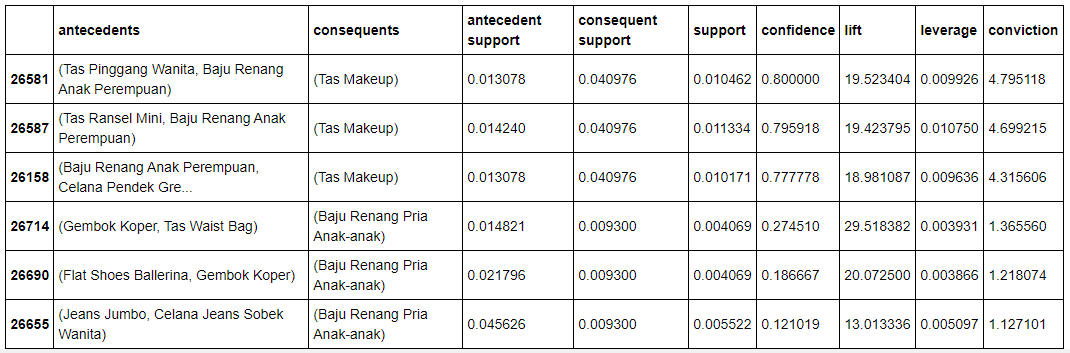 antecedents consequents antecedent support consequent support support confidence lift leverage conviction
26581 (Tas Pinggang Wanita, Baju Renang Anak Perempuan) (Tas Makeup) 0.013078 0.040976 0.010462 0.800000 19.523404 0.009926 4.795118
26587 (Tas Ransel Mini, Baju Renang Anak Perempuan) (Tas Makeup) 0.014240 0.040976 0.011334 0.795918 19.423795 0.010750 4.699215
26158 (Baju Renang Anak Perempuan, Celana Pendek Gre... (Tas Makeup) 0.013078 0.040976 0.010171 0.777778 18.981087 0.009636 4.315606
26714 (Gembok Koper, Tas Waist Bag) (Baju Renang Pria Anak-anak) 0.014821 0.009300 0.004069 0.274510 29.518382 0.003931 1.365560
26690 (Flat Shoes Ballerina, Gembok Koper) (Baju Renang Pria Anak-anak) 0.021796 0.009300 0.004069 0.186667 20.072500 0.003866 1.218074
26655 (Jeans Jumbo, Celana Jeans Sobek Wanita) (Baju Renang Pria Anak-anak) 0.045626 0.009300 0.005522 0.121019 13.013336 0.005097 1.127101